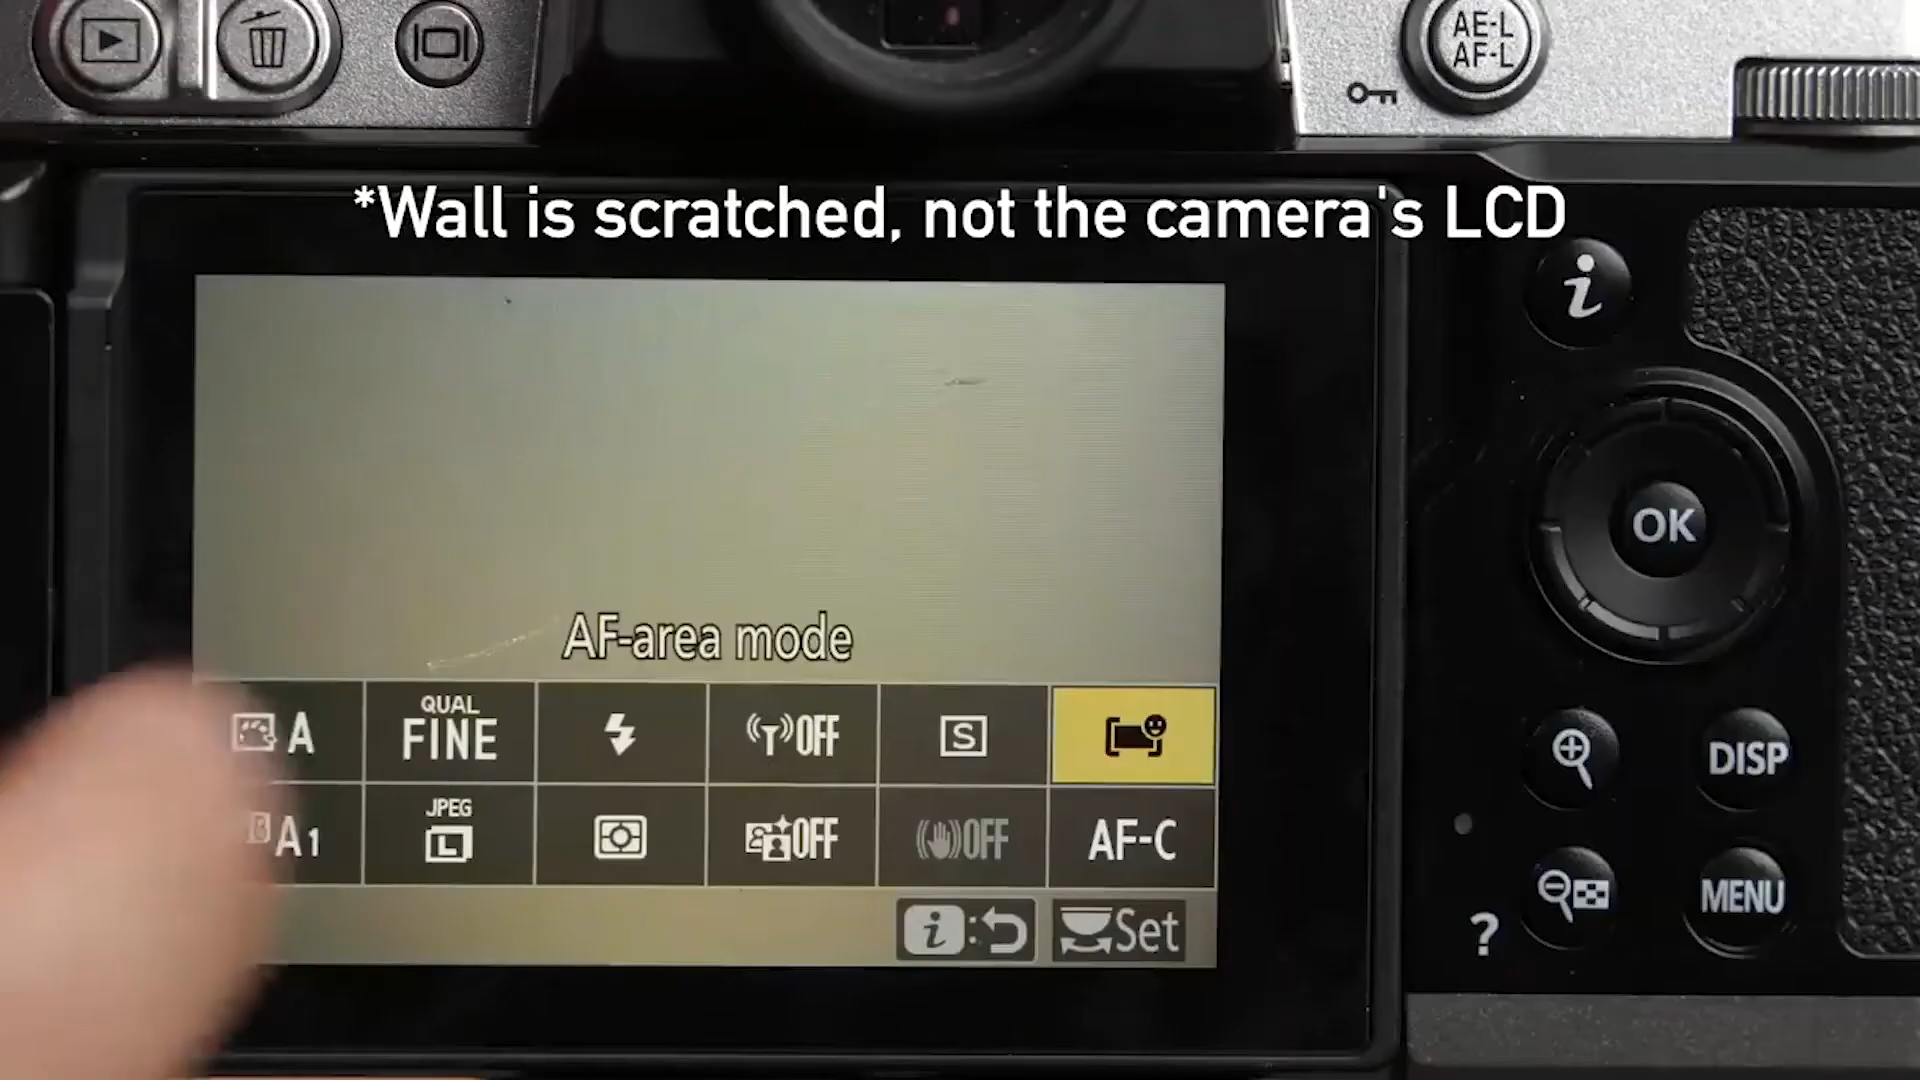 AE-L
AF-L
*Wall is scratched, not the camera's LCD
i
OK
AF-area mode
A QUAL FINE OFF S
A1 JPEG L OFF OFF AF-C
i : Set
DISP
MENU
?